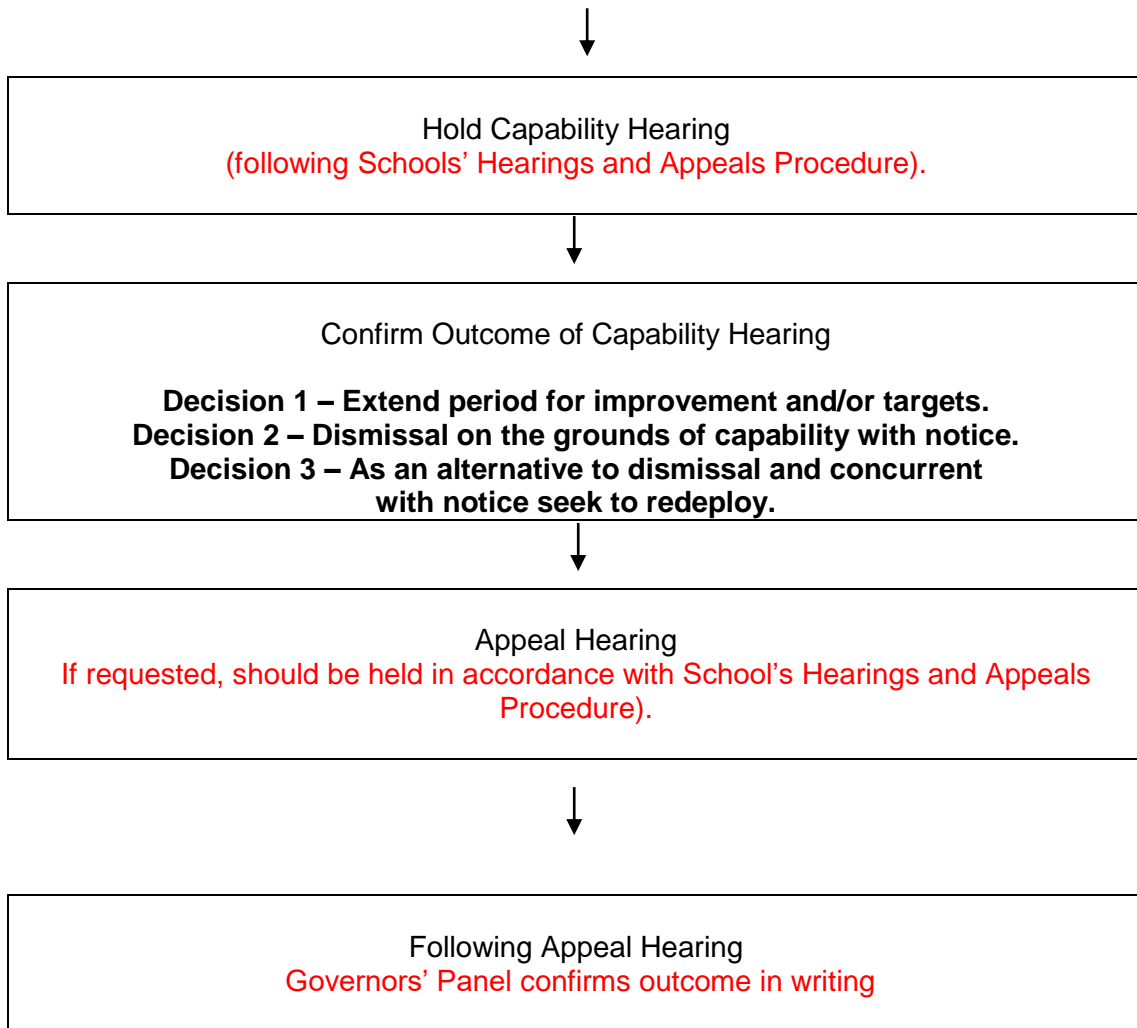 Hold Capability Hearing
(following Schools’ Hearings and Appeals Procedure).
Confirm Outcome of Capability Hearing
Decision 1 – Extend period for improvement and/or targets.
Decision 2 – Dismissal on the grounds of capability with notice.
Decision 3 – As an alternative to dismissal and concurrent
with notice seek to redeploy.
Appeal Hearing
If requested, should be held in accordance with School’s Hearings and Appeals
Procedure).
Following Appeal Hearing
Governors’ Panel confirms outcome in writing